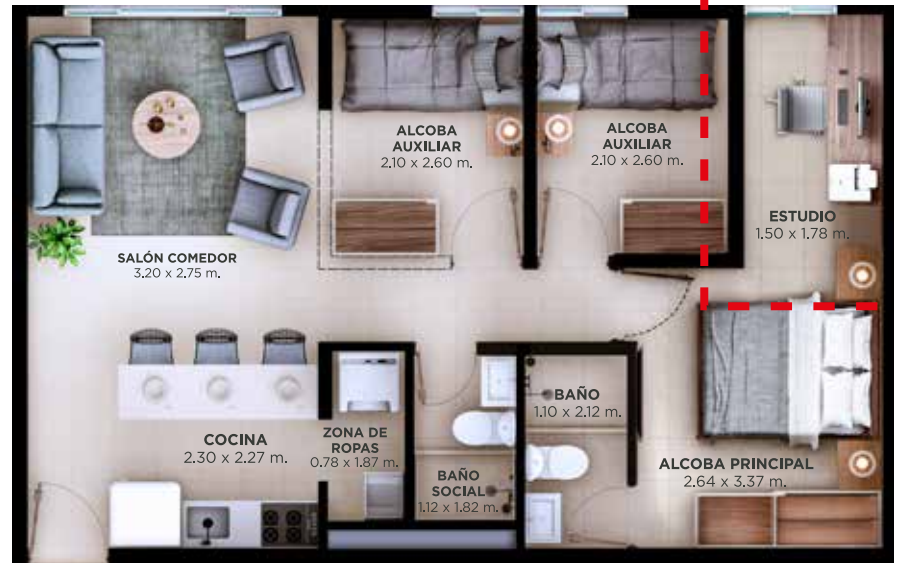 ALCOBA
AUXILIAR
2.10 x 2.60 m.
ALCOBA
AUXILIAR
2.10 x 2.60 m.
ESTUDIO
1.50 x 1.78 m.
SALÓN COMEDOR
3.20 x 2.75 m.
BAÑO
1.10 x 2.12 m.
COCINA
2.30 x 2.27 m.
ZONA DE
ROPAS
0.78 x 1.87 m.
BAÑO
SOCIAL
1.12 x 1.82 m.
ALCOBA PRINCIPAL
2.64 x 3.37 m.